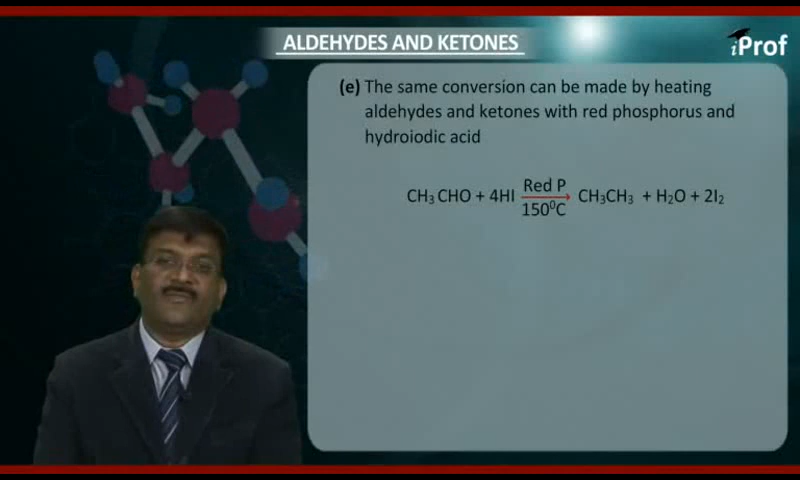 ALDEHYDES AND KETONES
iProf
(e) The same conversion can be made by heating
aldehydes and ketones with red phosphorus and
hydroiodic acid
CH₃ CHO + 4HI Red P 150⁰C CH₃CH₃ + H₂O + 2I₂